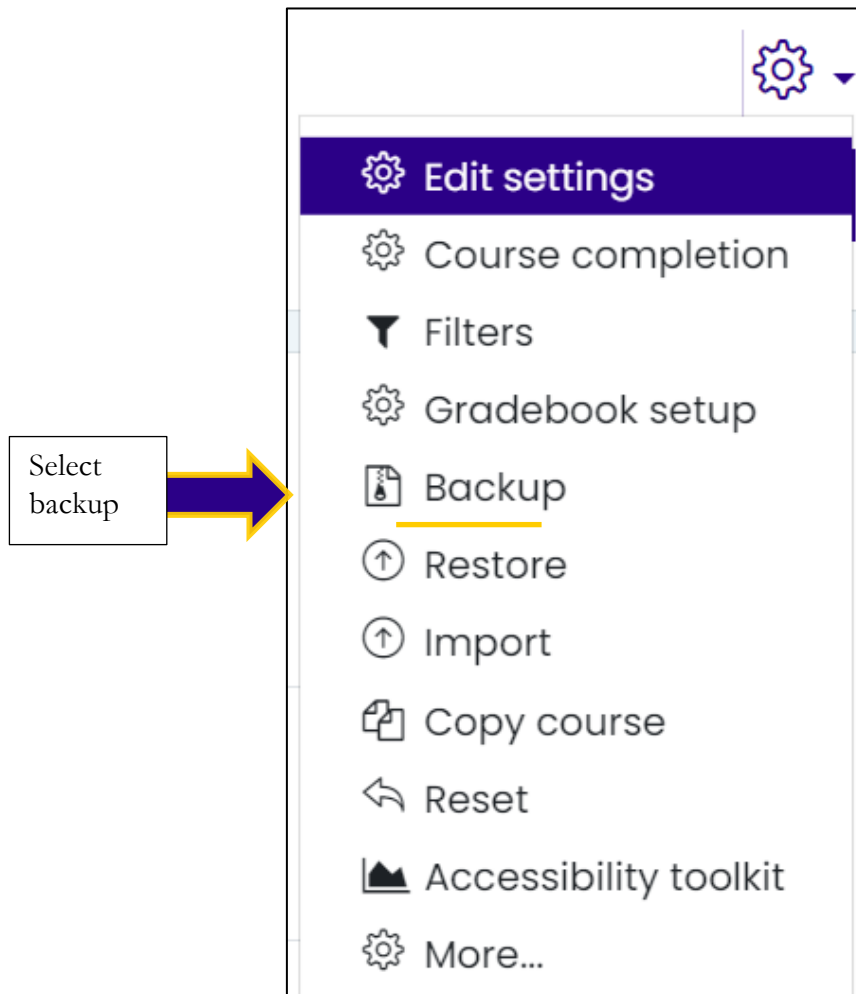 Edit settings
Course completion
Filters
Gradebook setup
Select
backup
Backup
Restore
Import
Copy course
Reset
Accessibility toolkit
More...